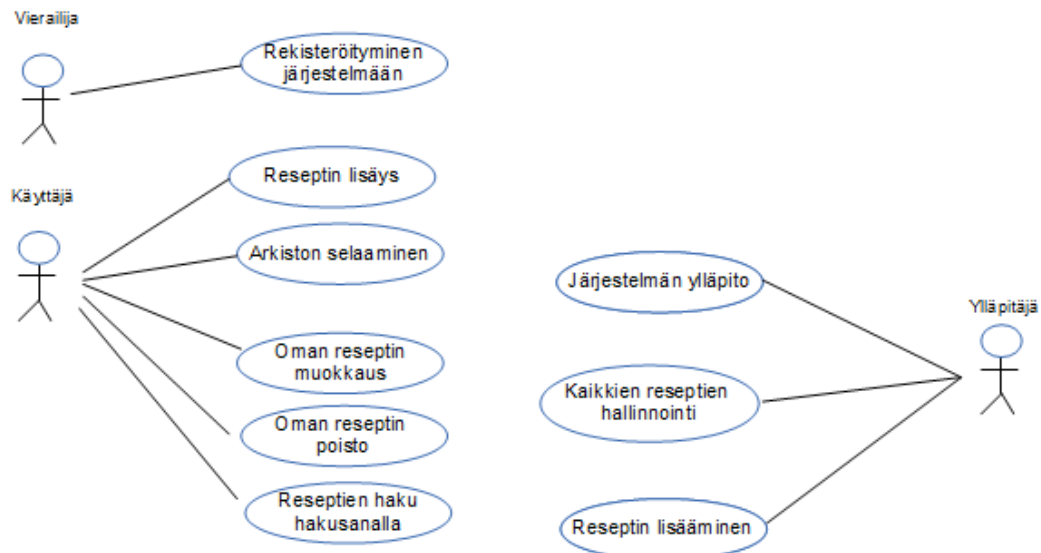 Vierailija
Rekisteröityminen
järjestelmään
Käyttäjä
Reseptin lisäys
Arkiston selaaminen
Oman reseptin
muokkaus
Oman reseptin
poisto
Reseptien haku
hakusanalla
Järjestelmän ylläpito
Kaikkien reseptien
hallinnointi
Reseptin lisääminen
Ylläpitäjä